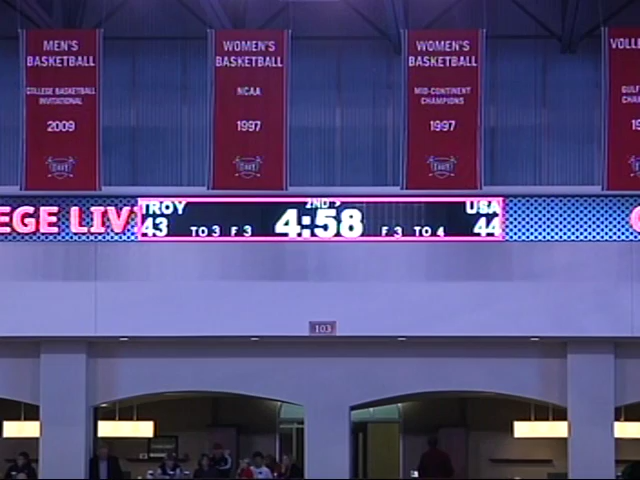 MEN'S
BASKETBALL
COLLEGE BASKETBALL
INVITATIONAL
2009
WOMEN'S
BASKETBALL
NCAA
1997
WOMEN'S
BASKETBALL
MID-CONTINENT
CHAMPIONS
1997
VOLLE
GULF
CHAM
19
EGE LIV
TROY
43
TO 3 F 3
2ND >
4:58
F 3 TO 4
USA
44
103